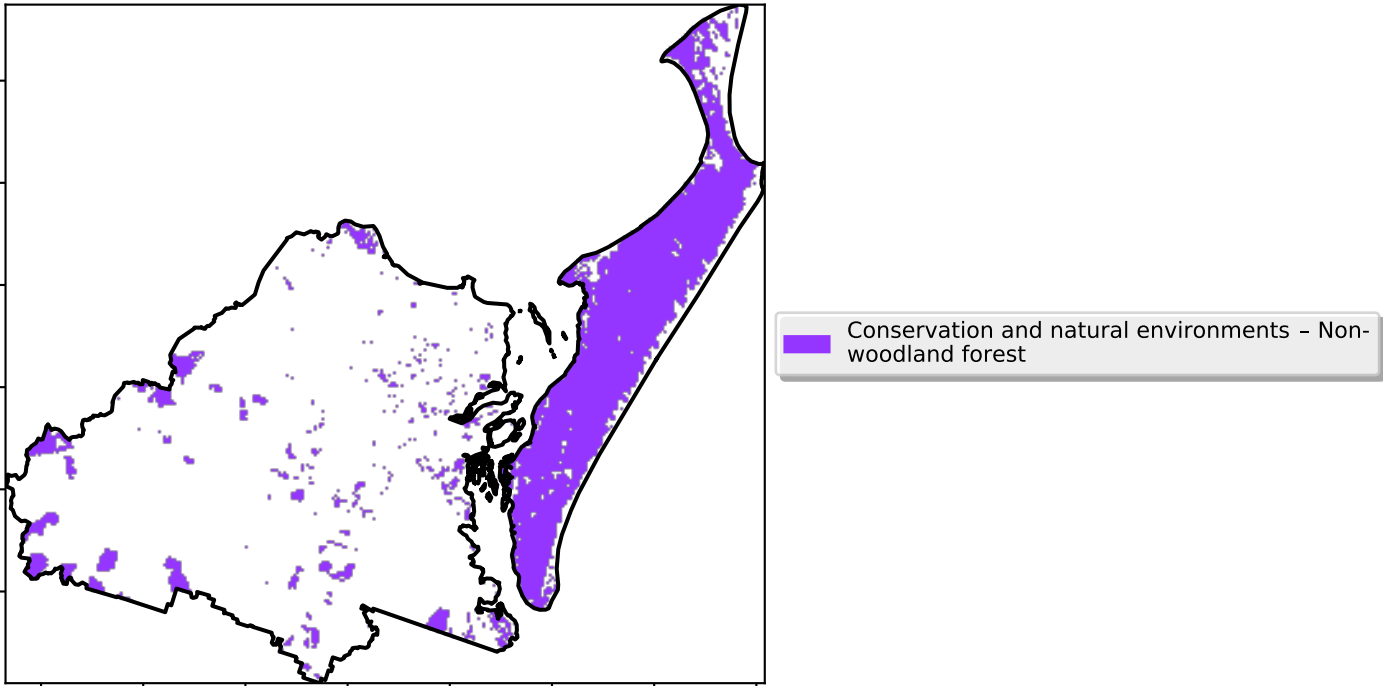 Conservation and natural environments – Non-
woodland forest